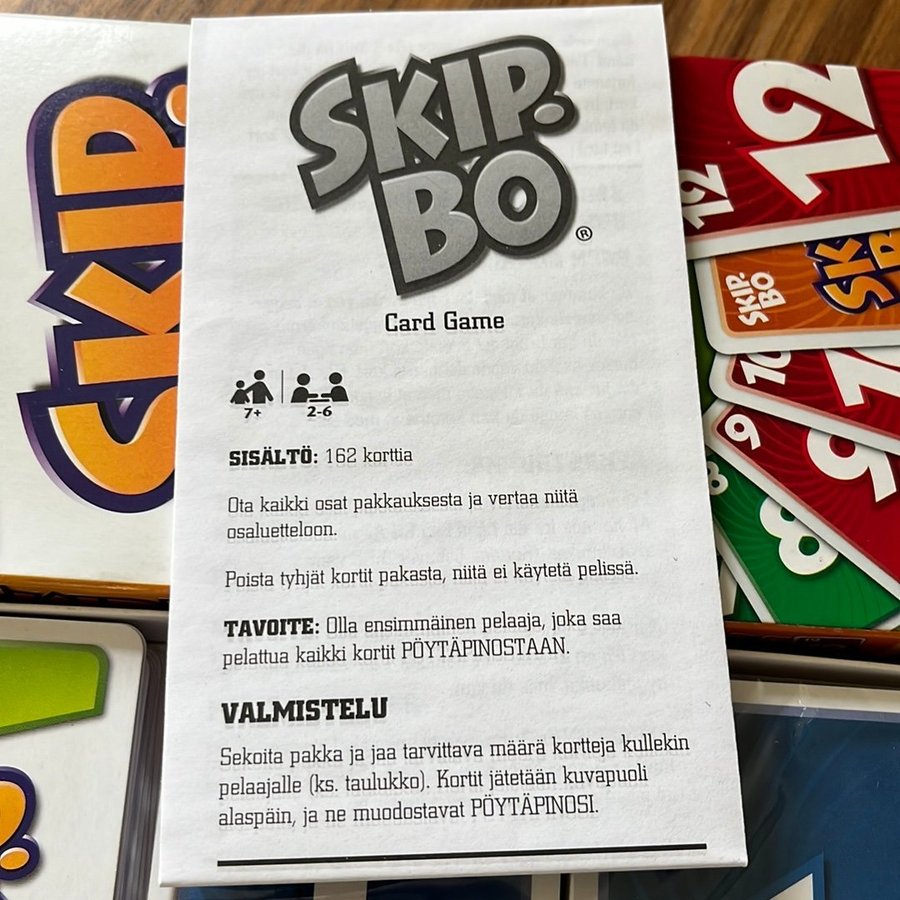 SKIP.
BO
®
Card Game
7+
2-6
SISÄLTÖ: 162 korttia
Ota kaikki osat pakkauksesta ja vertaa niitä
osaluetteloon.
Poista tyhjät kortit pakasta, niitä ei käytetä pelissä.
TAVOITE: Olla ensimmäinen pelaaja, joka saa
pelattua kaikki kortit PÖYTÄPINOSTAAN.
VALMISTELU
Sekoita pakka ja jaa tarvittava määrä kortteja kullekin
pelaajalle (ks. taulukko). Kortit jätetään kuvapuoli
alaspäin, ja ne muodostavat PÖYTÄPINOSI.
SKIP.
12
12
SKIP.
BO
SK
B
10
10
9
9
8
8